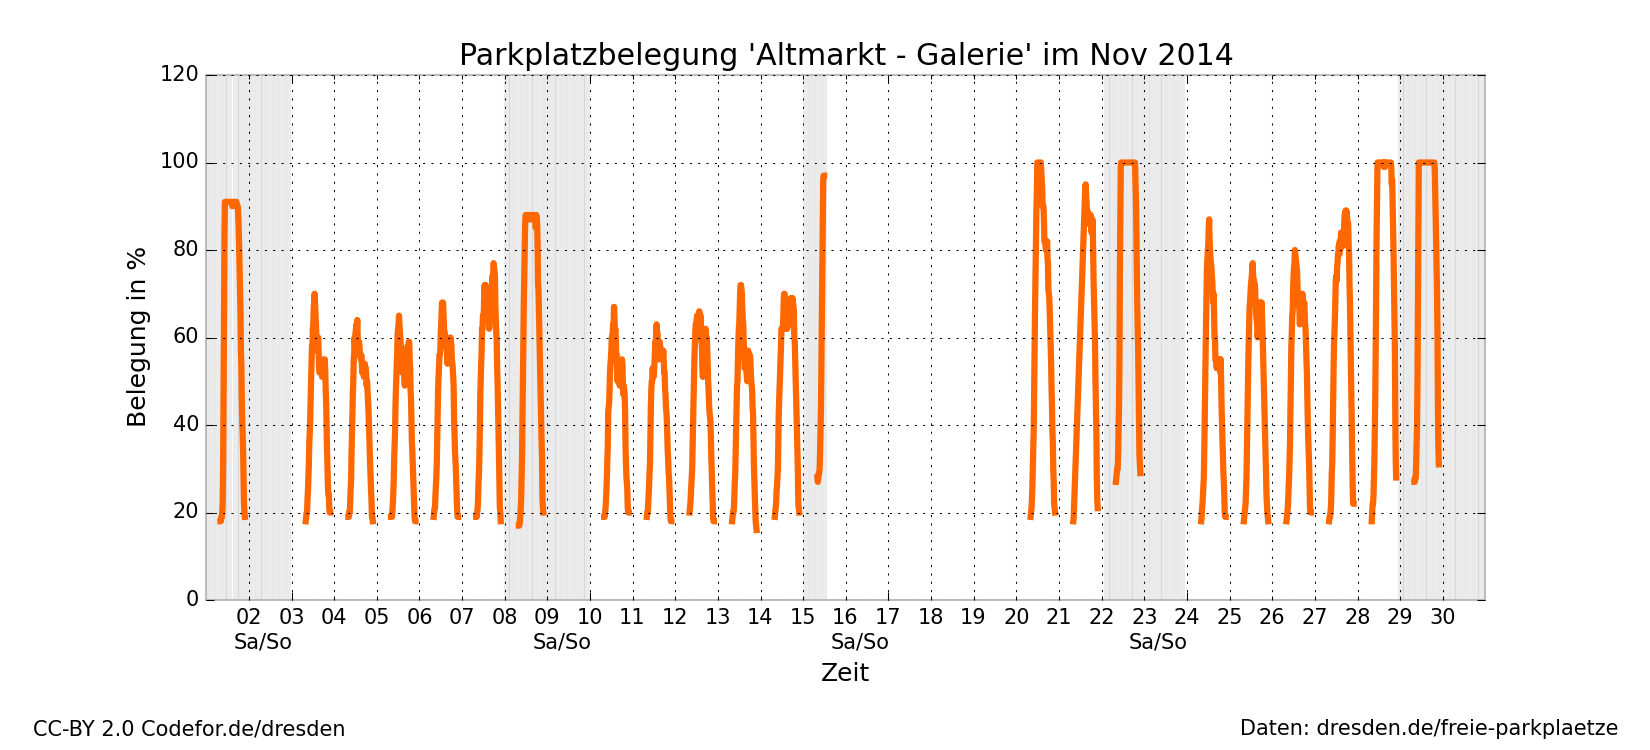 Parkplatzbelegung 'Altmarkt - Galerie' im Nov 2014
120
100
80
60
40
20
0
Belegung in %
02 03 04 05 06 07 08 09 10 11 12 13 14 15 16 17 18 19 20 21 22 23 24 25 26 27 28 29 30
Sa/So Sa/So Sa/So Sa/So
Zeit
CC-BY 2.0 Codefor.de/dresden
Daten: dresden.de/freie-parkplaetze